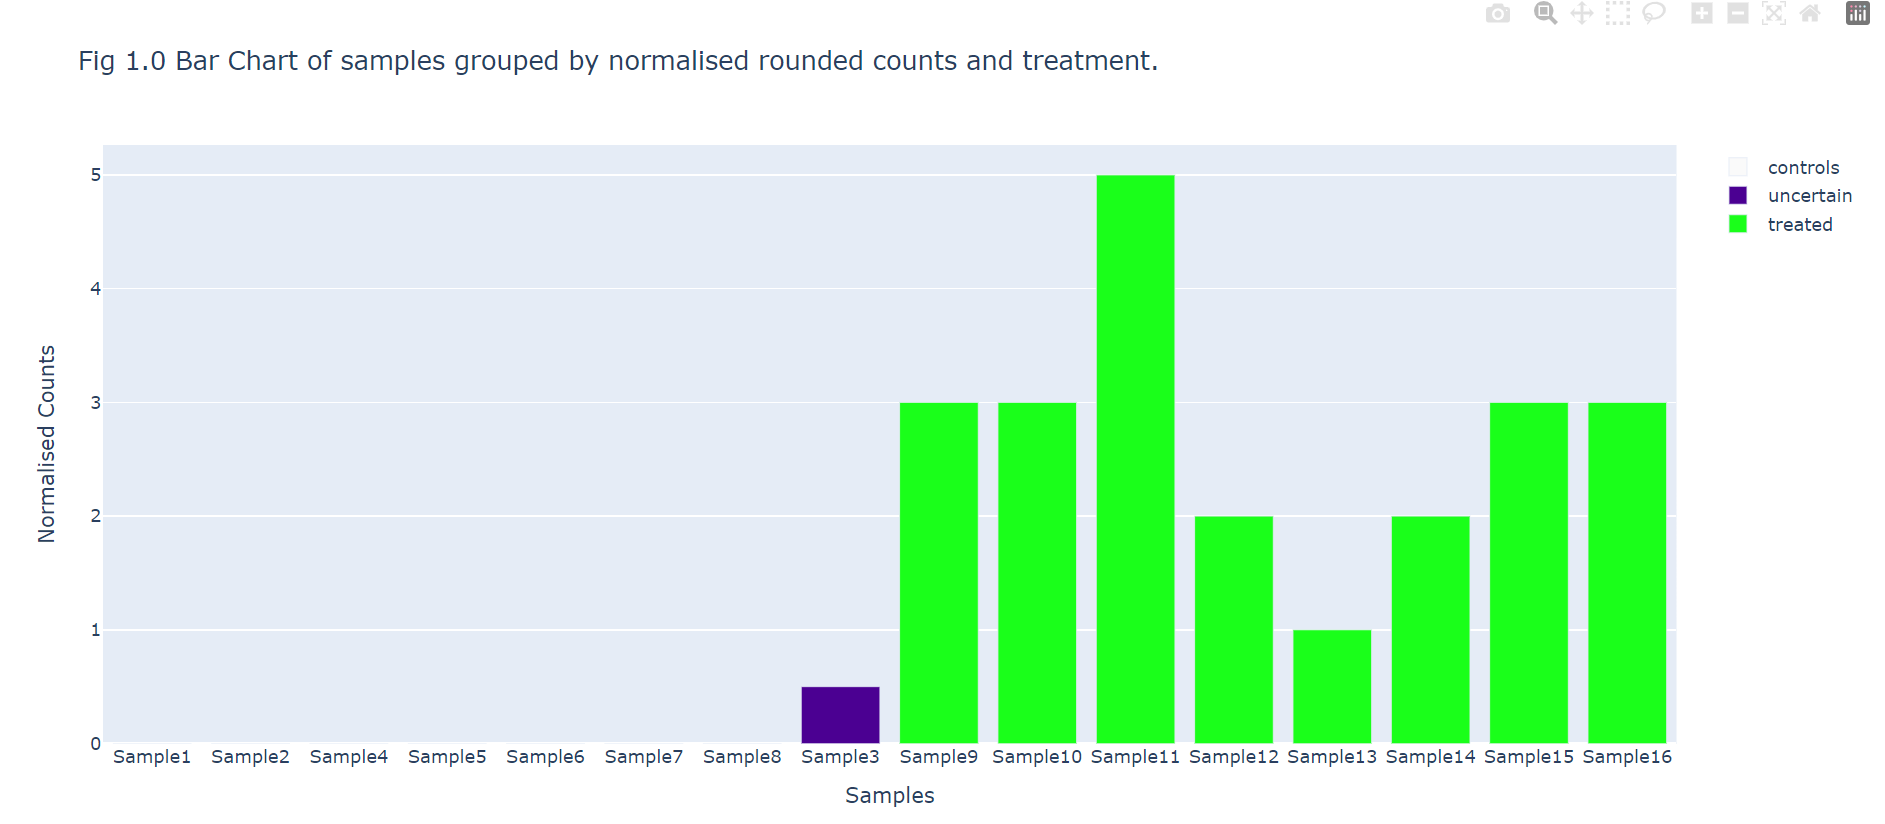 Fig 1.0 Bar Chart of samples grouped by normalised rounded counts and treatment.
controls
uncertain
treated
Normalised Counts
5
4
3
2
1
0
Sample1 Sample2 Sample4 Sample5 Sample6 Sample7 Sample8 Sample3 Sample9 Sample10 Sample11 Sample12 Sample13 Sample14 Sample15 Sample16
Samples